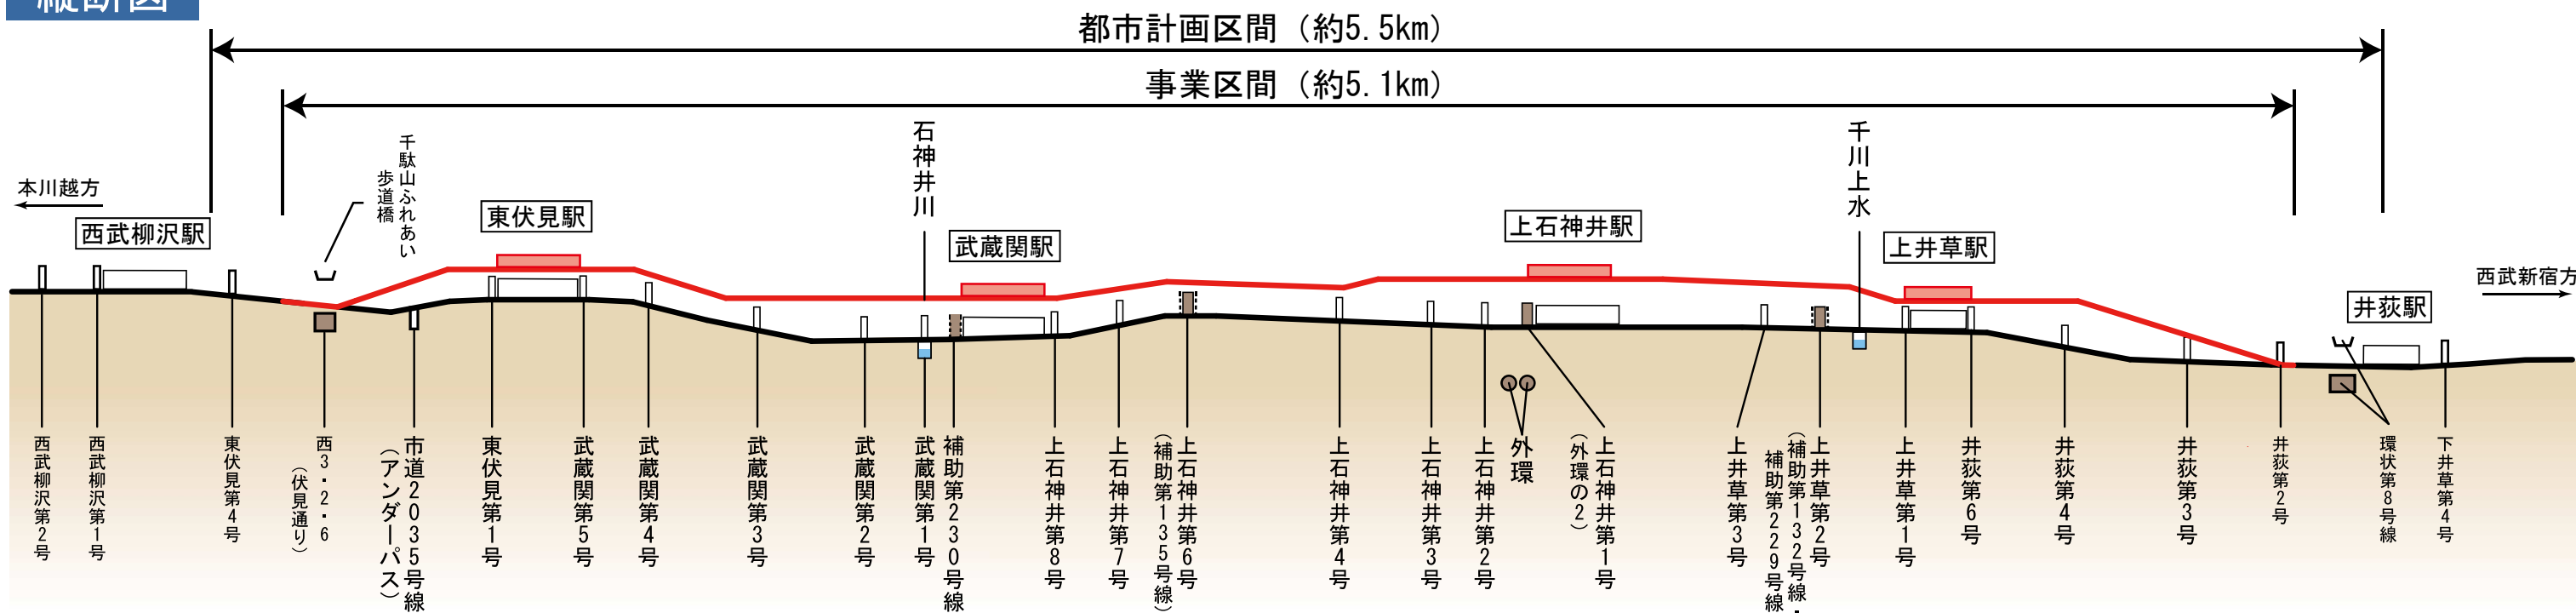 縦断図
都市計画区間（約5.5km）
事業区間（約5.1km）
本川越方
西武柳沢駅
千駄山ふれあい
歩道橋
東伏見駅
石神井川
武蔵関駅
上石神井駅
千川上水
上井草駅
井荻駅
西武新宿方
西武柳沢第2号
西武柳沢第1号
東伏見第4号
西3・2・6
（伏見通り）
市道2035号線
（アンダーパス）
東伏見第1号
武蔵関第5号
武蔵関第4号
武蔵関第3号
武蔵関第2号
武蔵関第1号
補助第230号線
上石神井第8号
上石神井第7号
上石神井第6号
（補助第135号線）
上石神井第4号
上石神井第3号
上石神井第2号
外環
上石神井第1号
（外環の2）
上井草第3号
上井草第2号
（補助第132号線・
補助第229号線
上井草第1号
井荻第6号
井荻第4号
井荻第3号
井荻第2号
環状第8号線
下井草第4号